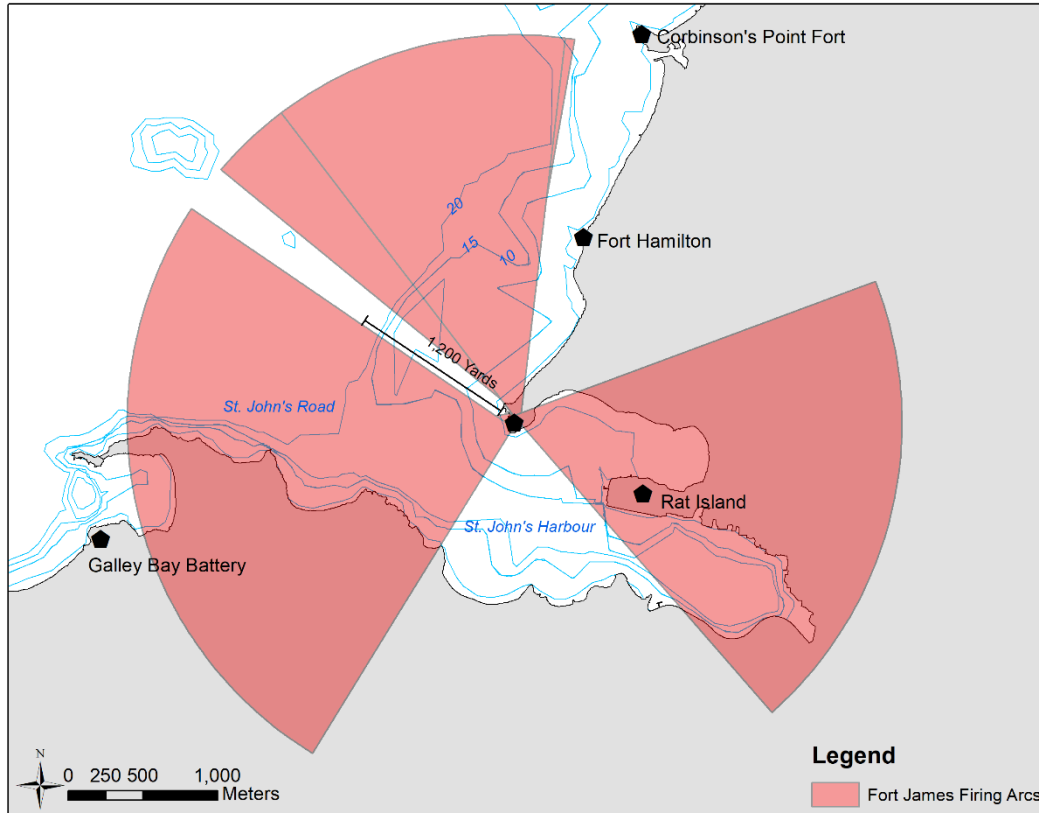 Corbinson's Point Fort
20
15
10
Fort Hamilton
1,200 Yards
St. John's Road
Rat Island
St. John's Harbour
Galley Bay Battery
N
0 250 500 1,000
Meters
Legend
Fort James Firing Arcs